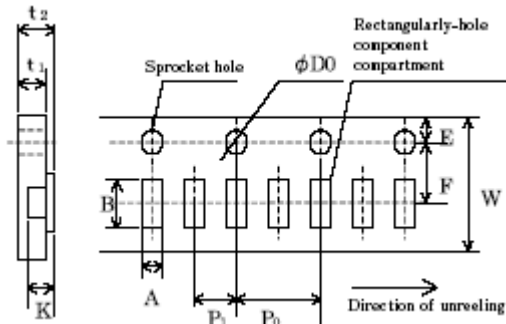 t₂
t₁
Sprocket hole
ϕD0
Rectangularly-hole
component
compartment
E
F
W
B
K
A
P₁
P₀
Direction of unreeling